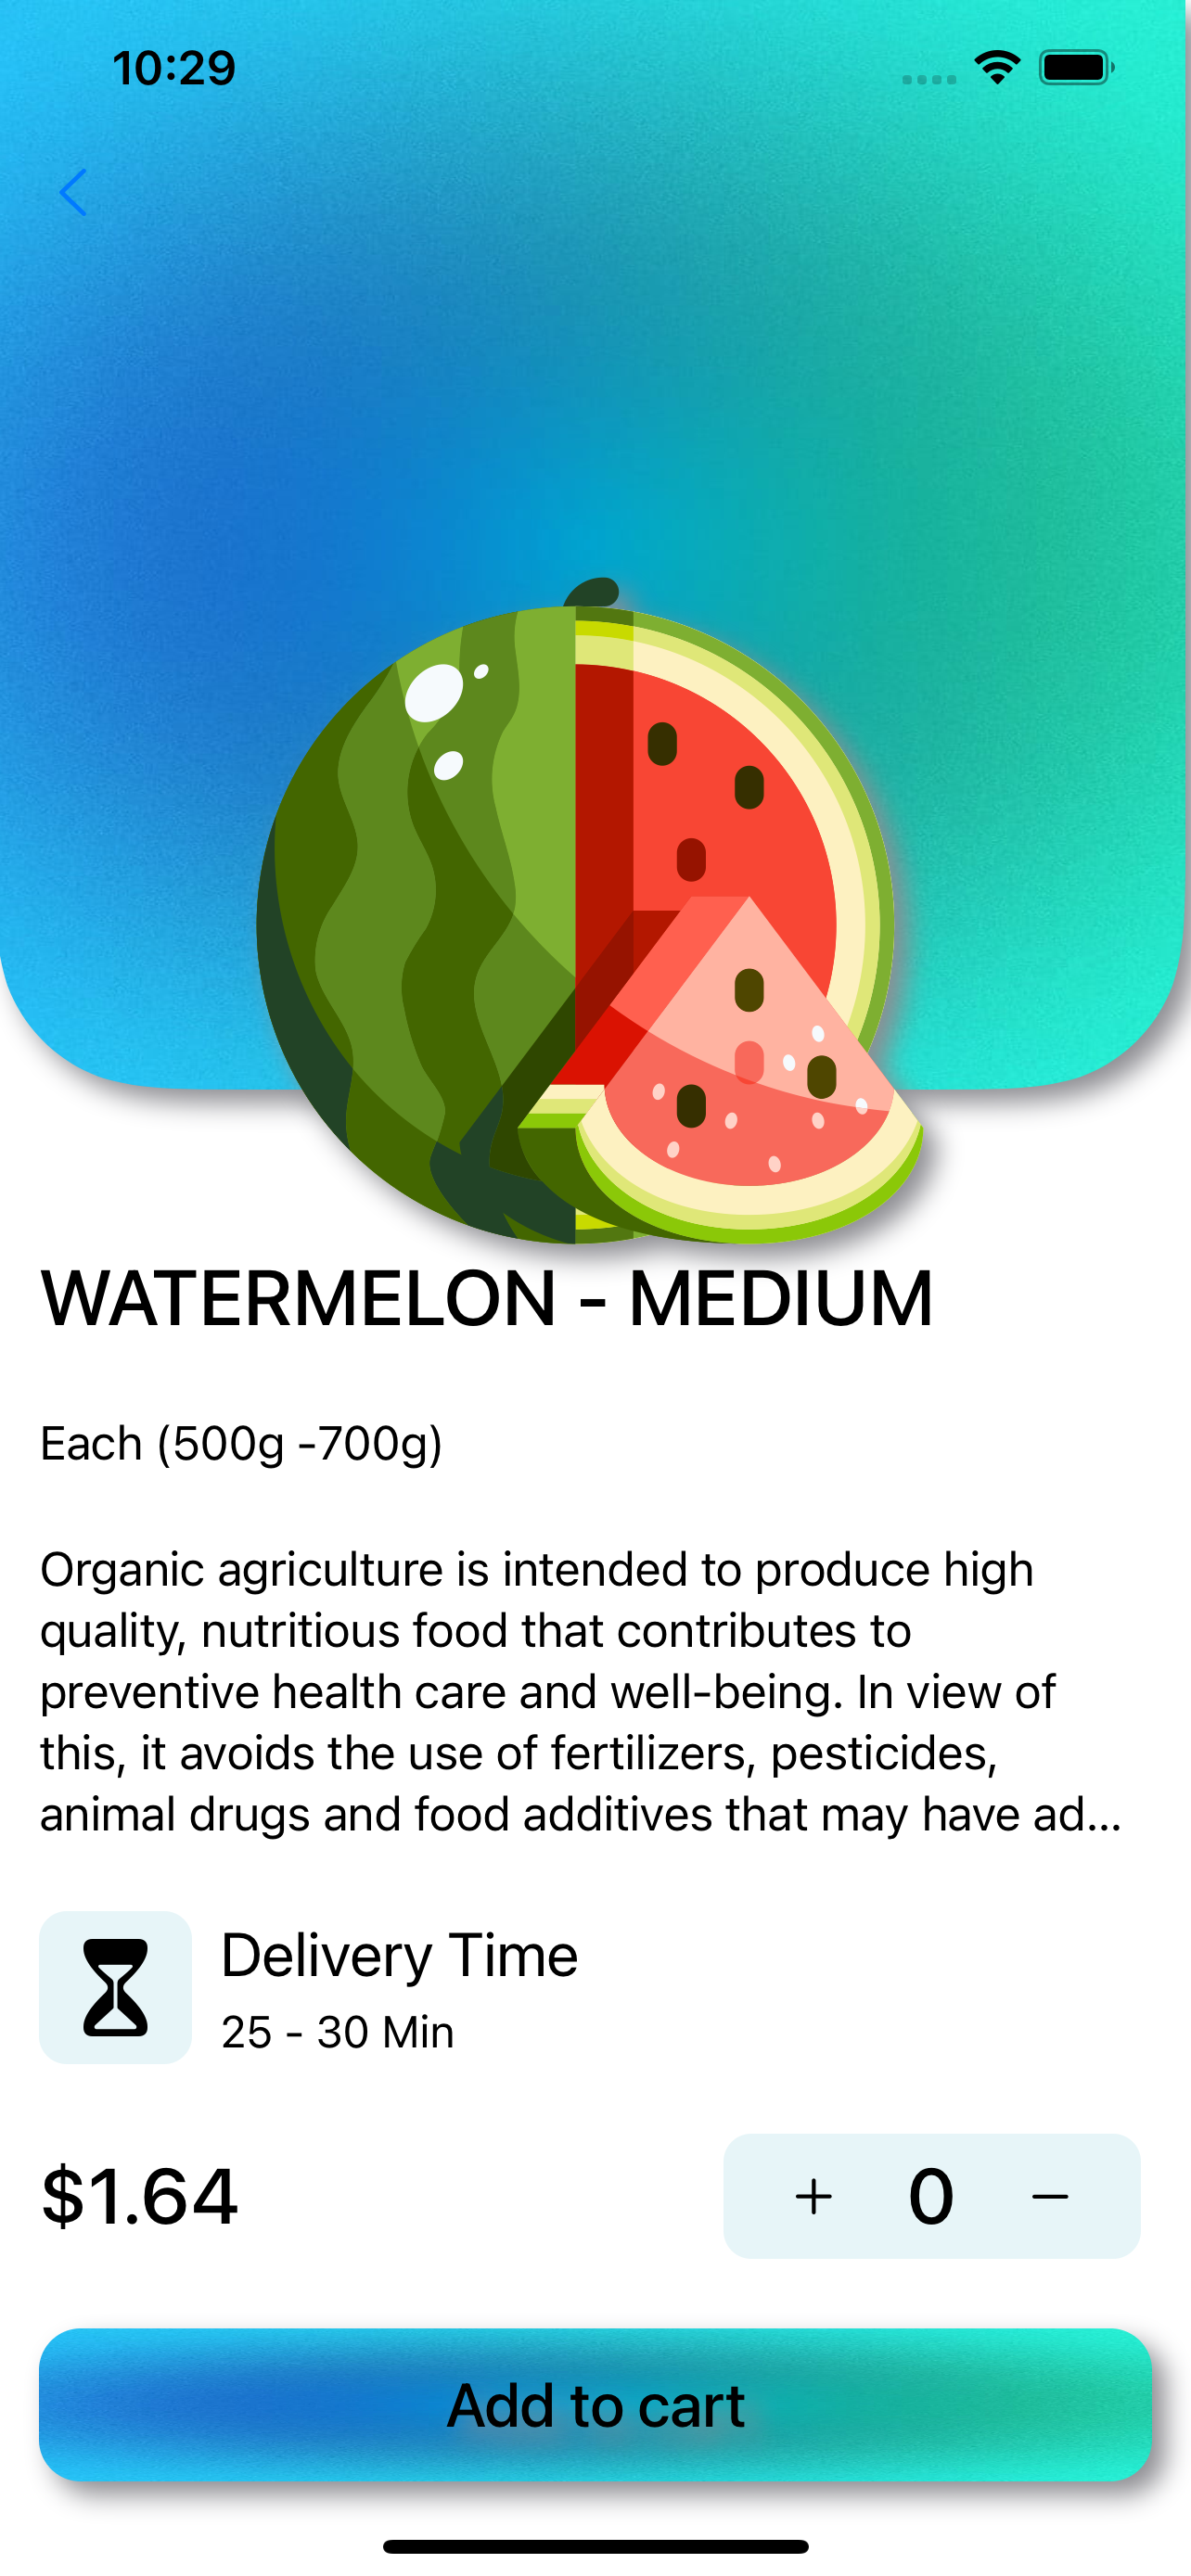 10:29
WATERMELON - MEDIUM
Each (500g -700g)
Organic agriculture is intended to produce high
quality, nutritious food that contributes to
preventive health care and well-being. In view of
this, it avoids the use of fertilizers, pesticides,
animal drugs and food additives that may have ad...
Delivery Time
25 - 30 Min
$1.64
+ 0 −
Add to cart